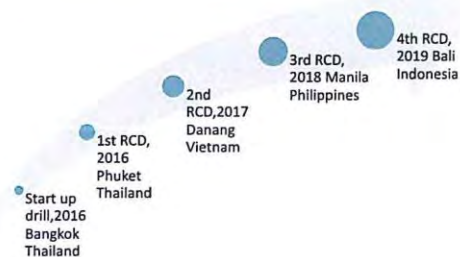 Start up
drill,2016
Bangkok
Thailand
1st RCD,
2016
Phuket
Thailand
2nd
RCD,2017
Danang
Vietnam
3rd RCD,
2018 Manila
Philippines
4th RCD,
2019 Bali
Indonesia